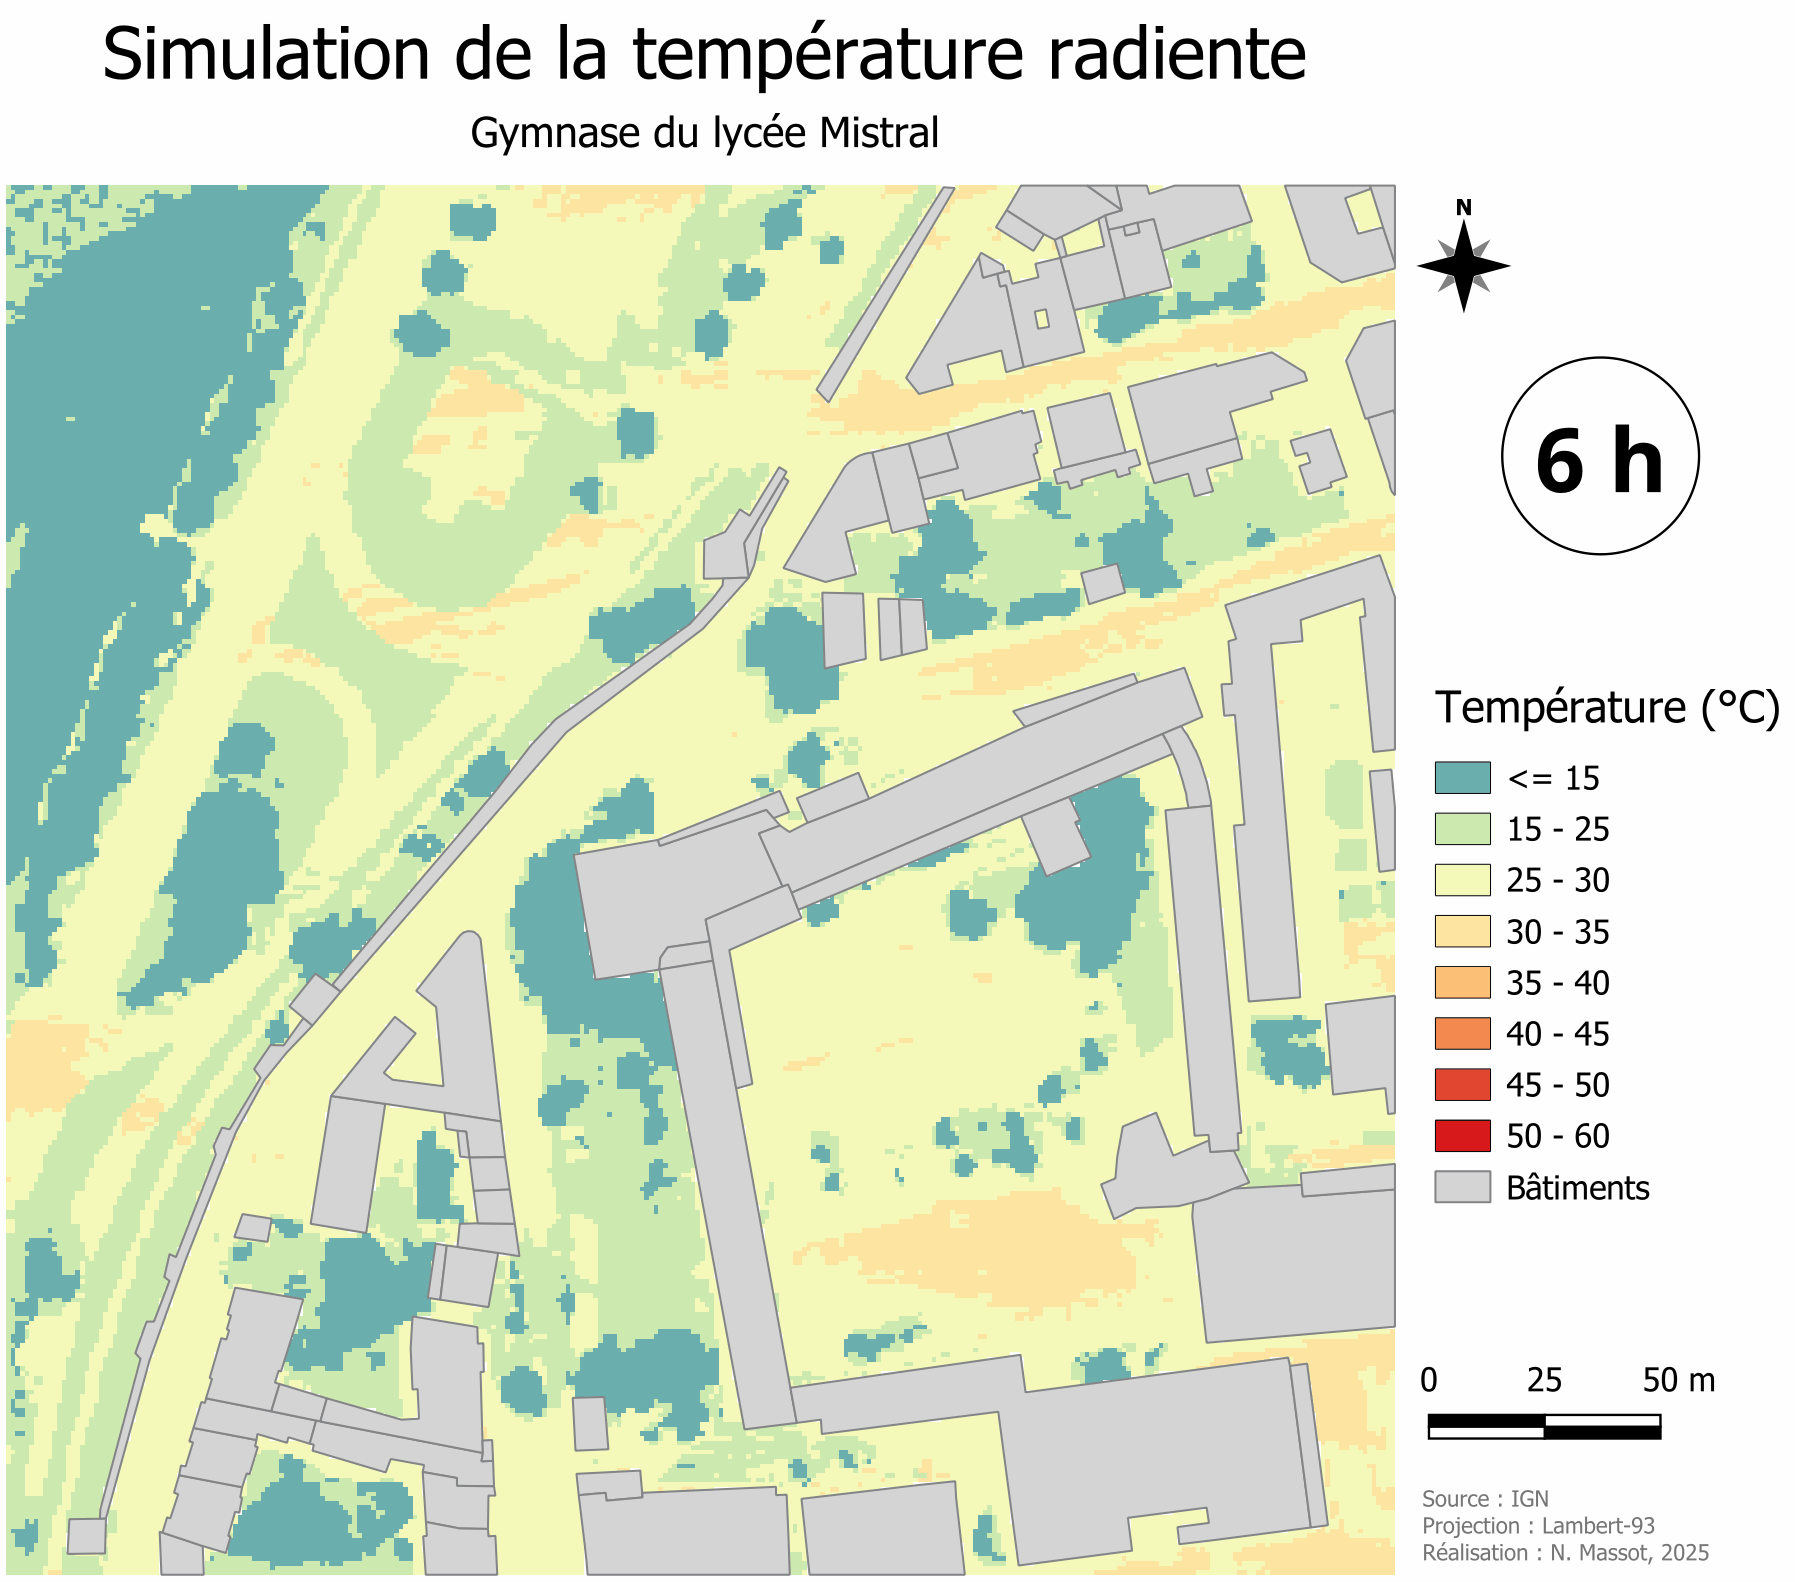 Simulation de la température radiente
Gymnase du lycée Mistral
N
6 h
Température (°C)
<= 15
15 - 25
25 - 30
30 - 35
35 - 40
40 - 45
45 - 50
50 - 60
Bâtiments
0 25 50 m
Source : IGN
Projection : Lambert-93
Réalisation : N. Massot, 2025